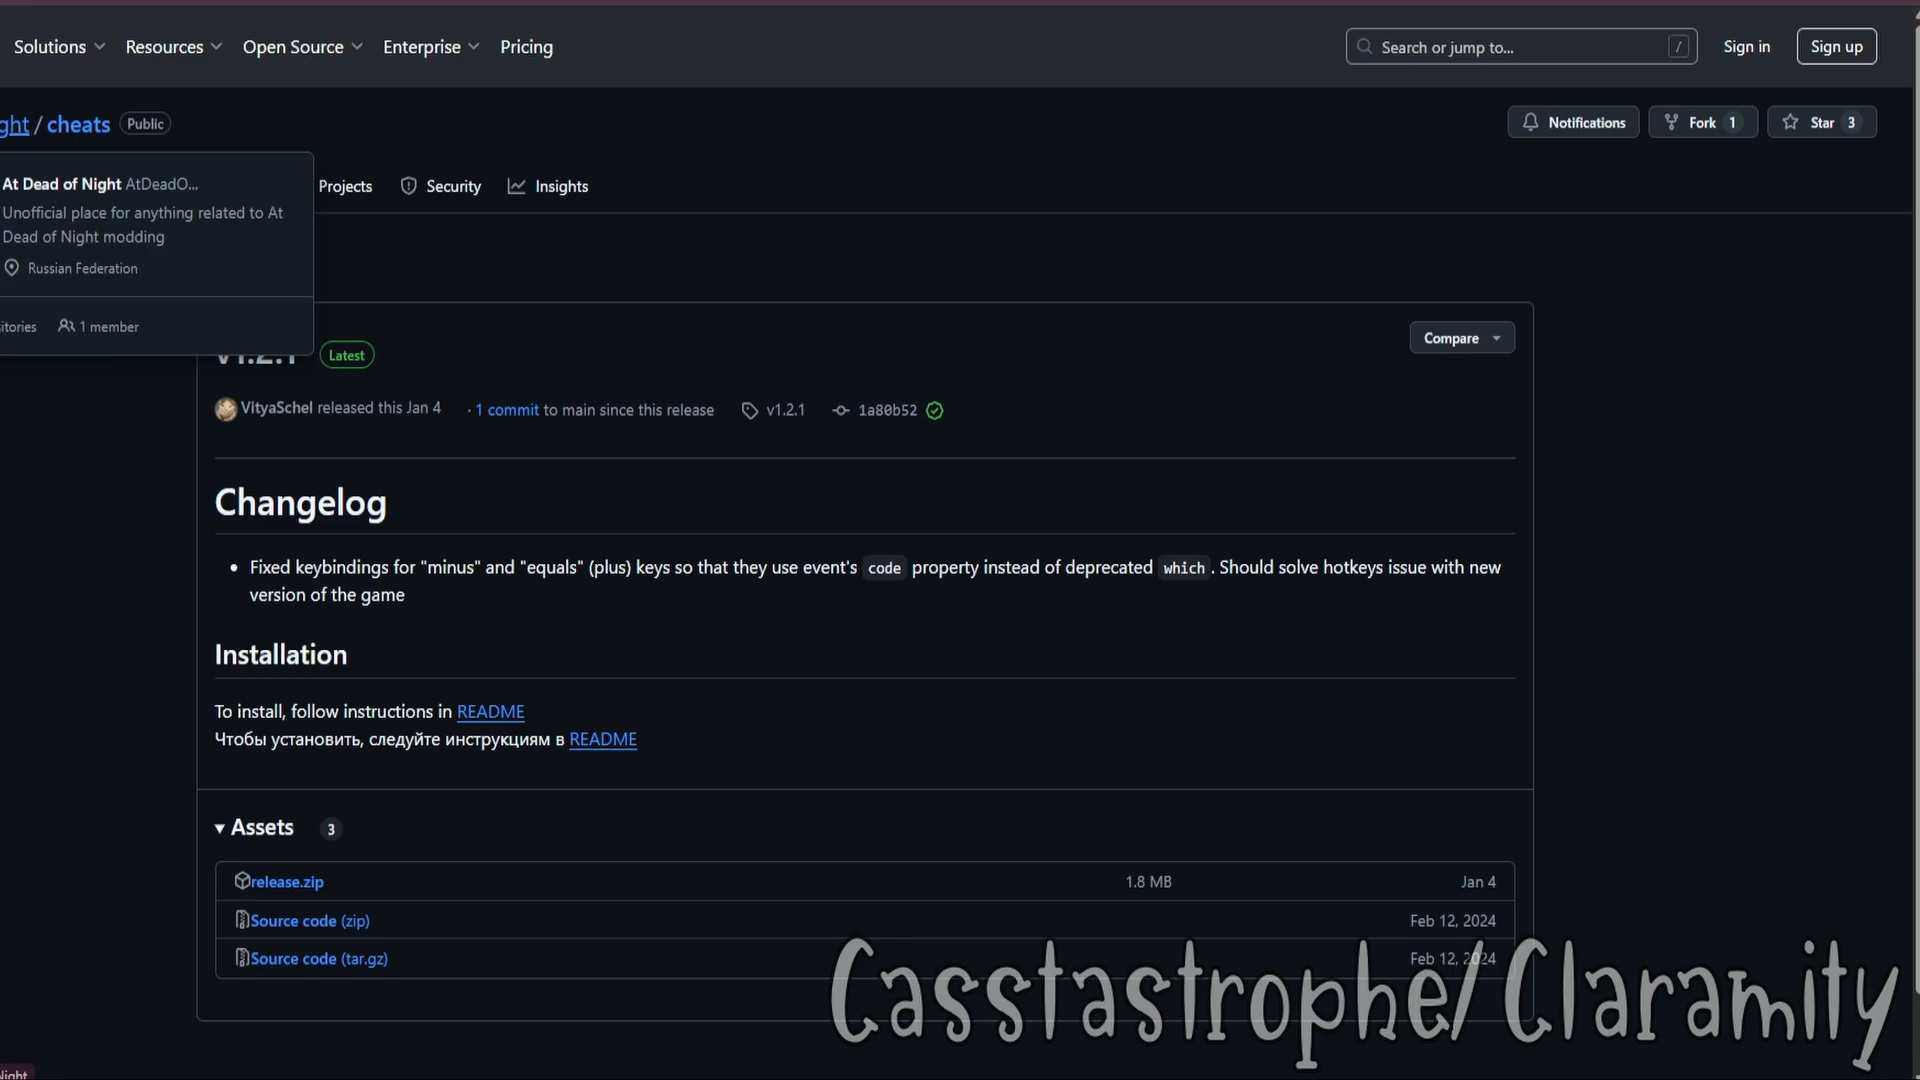 Solutions Resources Open Source Enterprise Pricing Search or jump to... / Sign in Sign up
ght / cheats Public Notifications Fork 1 Star 3
At Dead of Night AtDeadO...
Unofficial place for anything related to At
Dead of Night modding
Russian Federation
itories 1 member
Projects Security Insights
v1.2.1 Latest Compare
VityaSchel released this Jan 4 · 1 commit to main since this release v1.2.1 1a80b52
Changelog
• Fixed keybindings for "minus" and "equals" (plus) keys so that they use event's code property instead of deprecated which. Should solve hotkeys issue with new
version of the game
Installation
To install, follow instructions in README
Чтобы установить, следуйте инструкциям в README
Assets 3
release.zip 1.8 MB Jan 4
Source code (zip) Feb 12, 2024
Source code (tar.gz) Feb 12, 2024
Casstastrophe/Claramity
Night